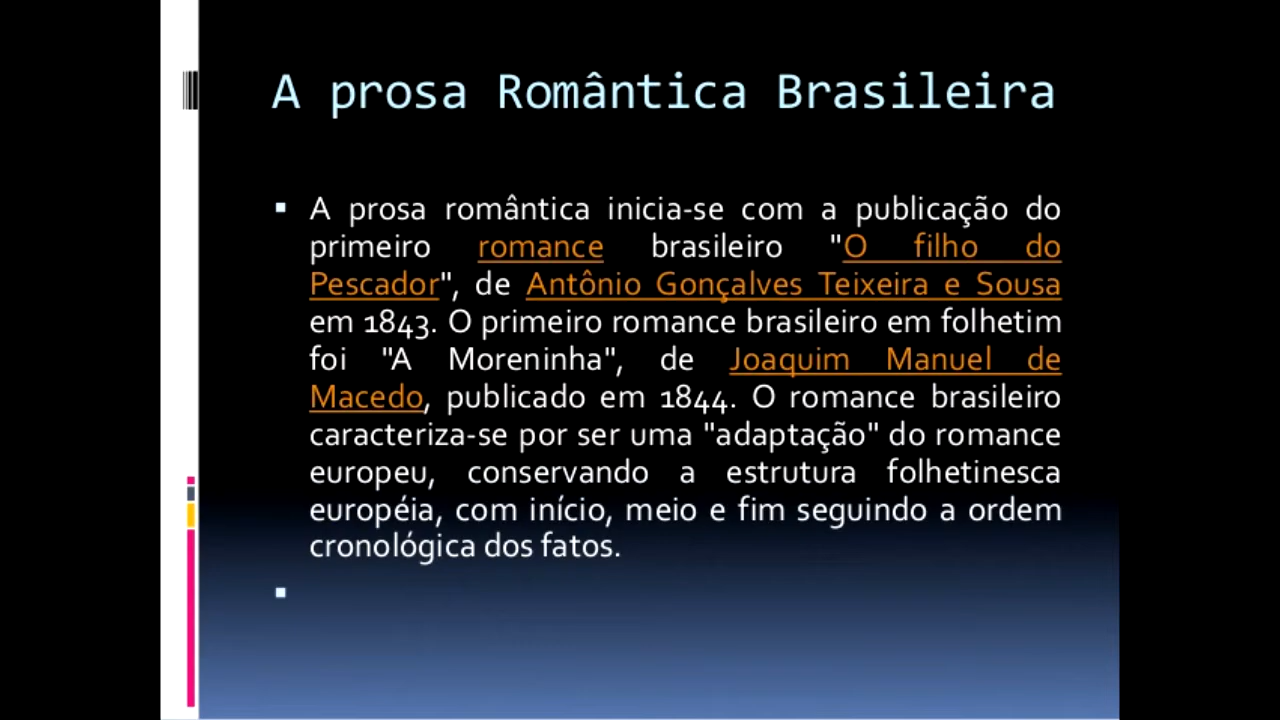 A prosa Romântica Brasileira
A prosa romântica inicia-se com a publicação do
primeiro romance brasileiro "O filho do
Pescador", de Antônio Gonçalves Teixeira e Sousa
em 1843. O primeiro romance brasileiro em folhetim
foi "A Moreninha", de Joaquim Manuel de
Macedo, publicado em 1844. O romance brasileiro
caracteriza-se por ser uma "adaptação" do romance
europeu, conservando a estrutura folhetinesca
européia, com início, meio e fim seguindo a ordem
cronológica dos fatos.